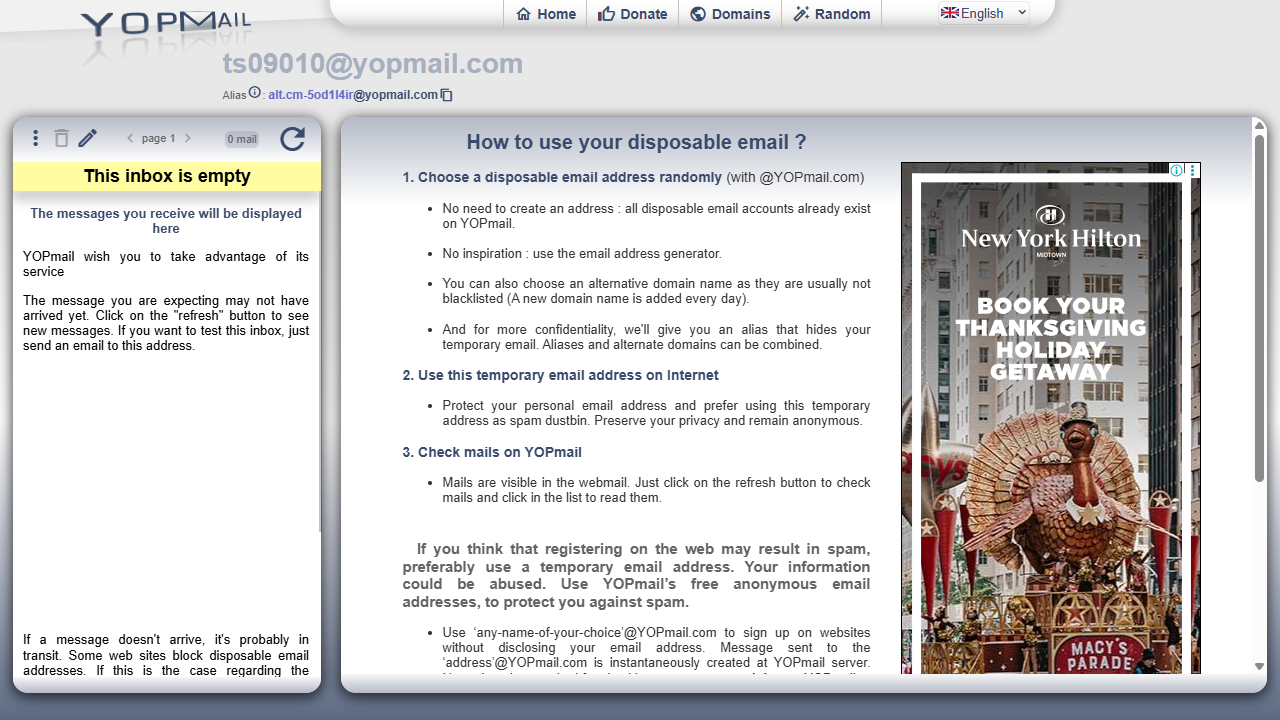 YOPMAIL
Home
Donate
Domains
Random
English
ts09010@yopmail.com
Alias : alt.cm-5od1l4ir@yopmail.com
page 1
0 mail
This inbox is empty
The messages you receive will be displayed
here
YOPmail wish you to take advantage of its
service
The message you are expecting may not have
arrived yet. Click on the "refresh" button to see
new messages. If you want to test this inbox, just
send an email to this address.
If a message doesn't arrive, it's probably in
transit. Some web sites block disposable email
addresses. If this is the case regarding the
How to use your disposable email ?
1. Choose a disposable email address randomly (with @YOPmail.com)
• No need to create an address : all disposable email accounts already exist
on YOPmail.
• No inspiration : use the email address generator.
• You can also choose an alternative domain name as they are usually not
blacklisted (A new domain name is added every day).
• And for more confidentiality, we'll give you an alias that hides your
temporary email. Aliases and alternate domains can be combined.
2. Use this temporary email address on Internet
• Protect your personal email address and prefer using this temporary
address as spam dustbin. Preserve your privacy and remain anonymous.
3. Check mails on YOPmail
• Mails are visible in the webmail. Just click on the refresh button to check
mails and click in the list to read them.
If you think that registering on the web may result in spam,
preferably use a temporary email address. Your information
could be abused. Use YOPmail's free anonymous email
addresses, to protect you against spam.
• Use ‘any-name-of-your-choice’@YOPmail.com to sign up on websites
without disclosing your email address. Message sent to the
‘address’@YOPmail.com is instantaneously created at YOPmail server.
New York Hilton
MIDTOWN
BOOK YOUR
THANKSGIVING
HOLIDAY
GETAWAY
MACY'S
PARADE